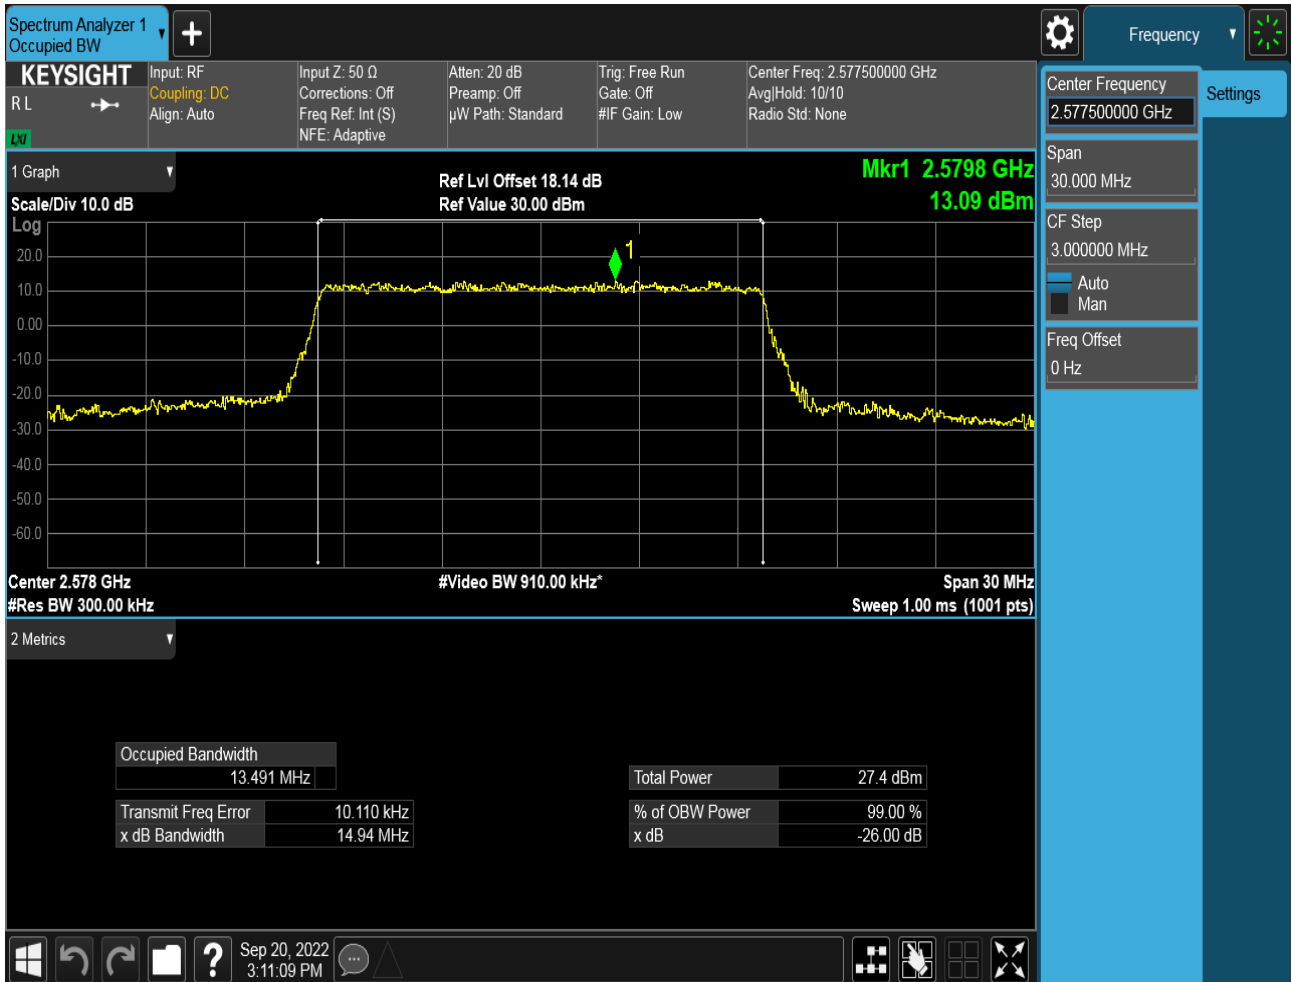 Spectrum Analyzer 1
Occupied BW
Frequency
KEYSIGHT
R L
LXI
Input: RF
Coupling: DC
Align: Auto
Input Z: 50 Ω
Corrections: Off
Freq Ref: Int (S)
NFE: Adaptive
Atten: 20 dB
Preamp: Off
µW Path: Standard
Trig: Free Run
Gate: Off
#IF Gain: Low
Center Freq: 2.577500000 GHz
Avg|Hold: 10/10
Radio Std: None
Center Frequency
2.577500000 GHz
Settings
Span
30.000 MHz
CF Step
3.000000 MHz
Auto
Man
Freq Offset
0 Hz
1 Graph
Scale/Div 10.0 dB
Ref Lvl Offset 18.14 dB
Ref Value 30.00 dBm
Mkr1 2.5798 GHz
13.09 dBm
Log
1
20.0
10.0
0.00
-10.0
-20.0
-30.0
-40.0
-50.0
-60.0
Center 2.578 GHz
#Video BW 910.00 kHz*
Span 30 MHz
#Res BW 300.00 kHz
Sweep 1.00 ms (1001 pts)
2 Metrics
Occupied Bandwidth
13.491 MHz
Total Power 27.4 dBm
Transmit Freq Error 10.110 kHz
% of OBW Power 99.00 %
x dB Bandwidth 14.94 MHz
x dB -26.00 dB
?
Sep 20, 2022
3:11:09 PM